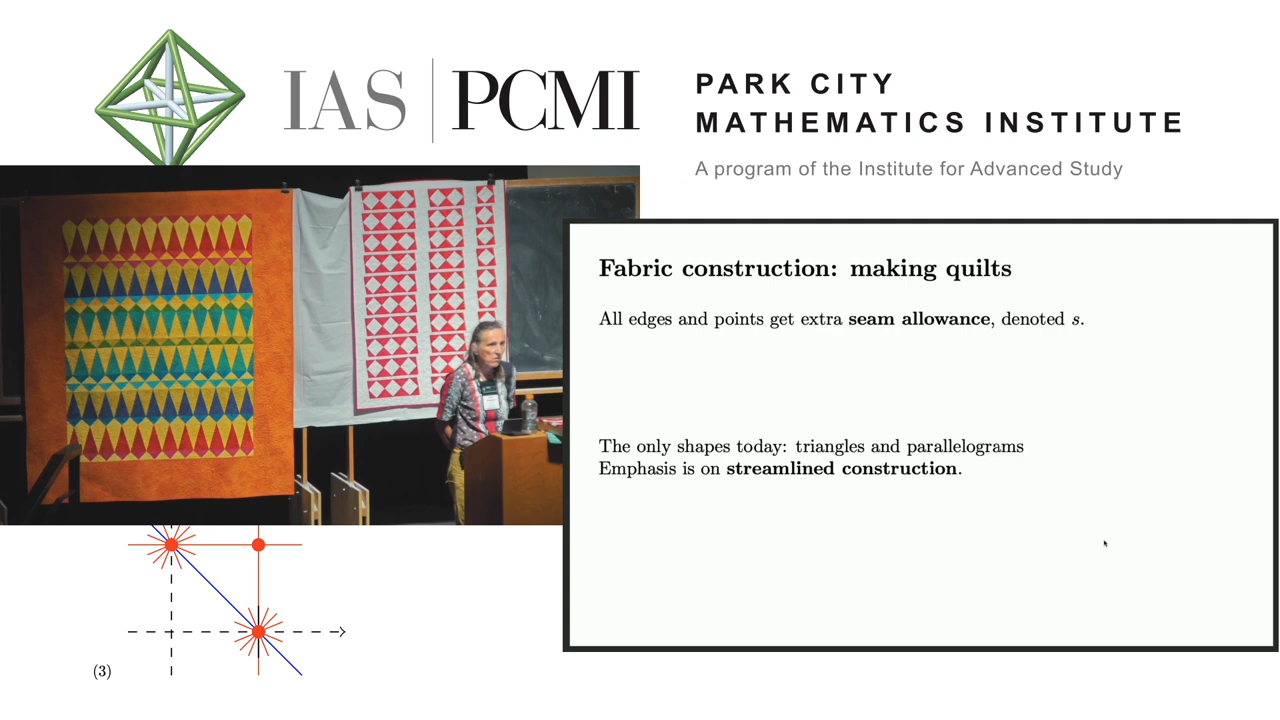 IAS | PCMI
PARK CITY
MATHEMATICS INSTITUTE
A program of the Institute for Advanced Study
Fabric construction: making quilts
All edges and points get extra seam allowance, denoted s.
The only shapes today: triangles and parallelograms
Emphasis is on streamlined construction.
(3)